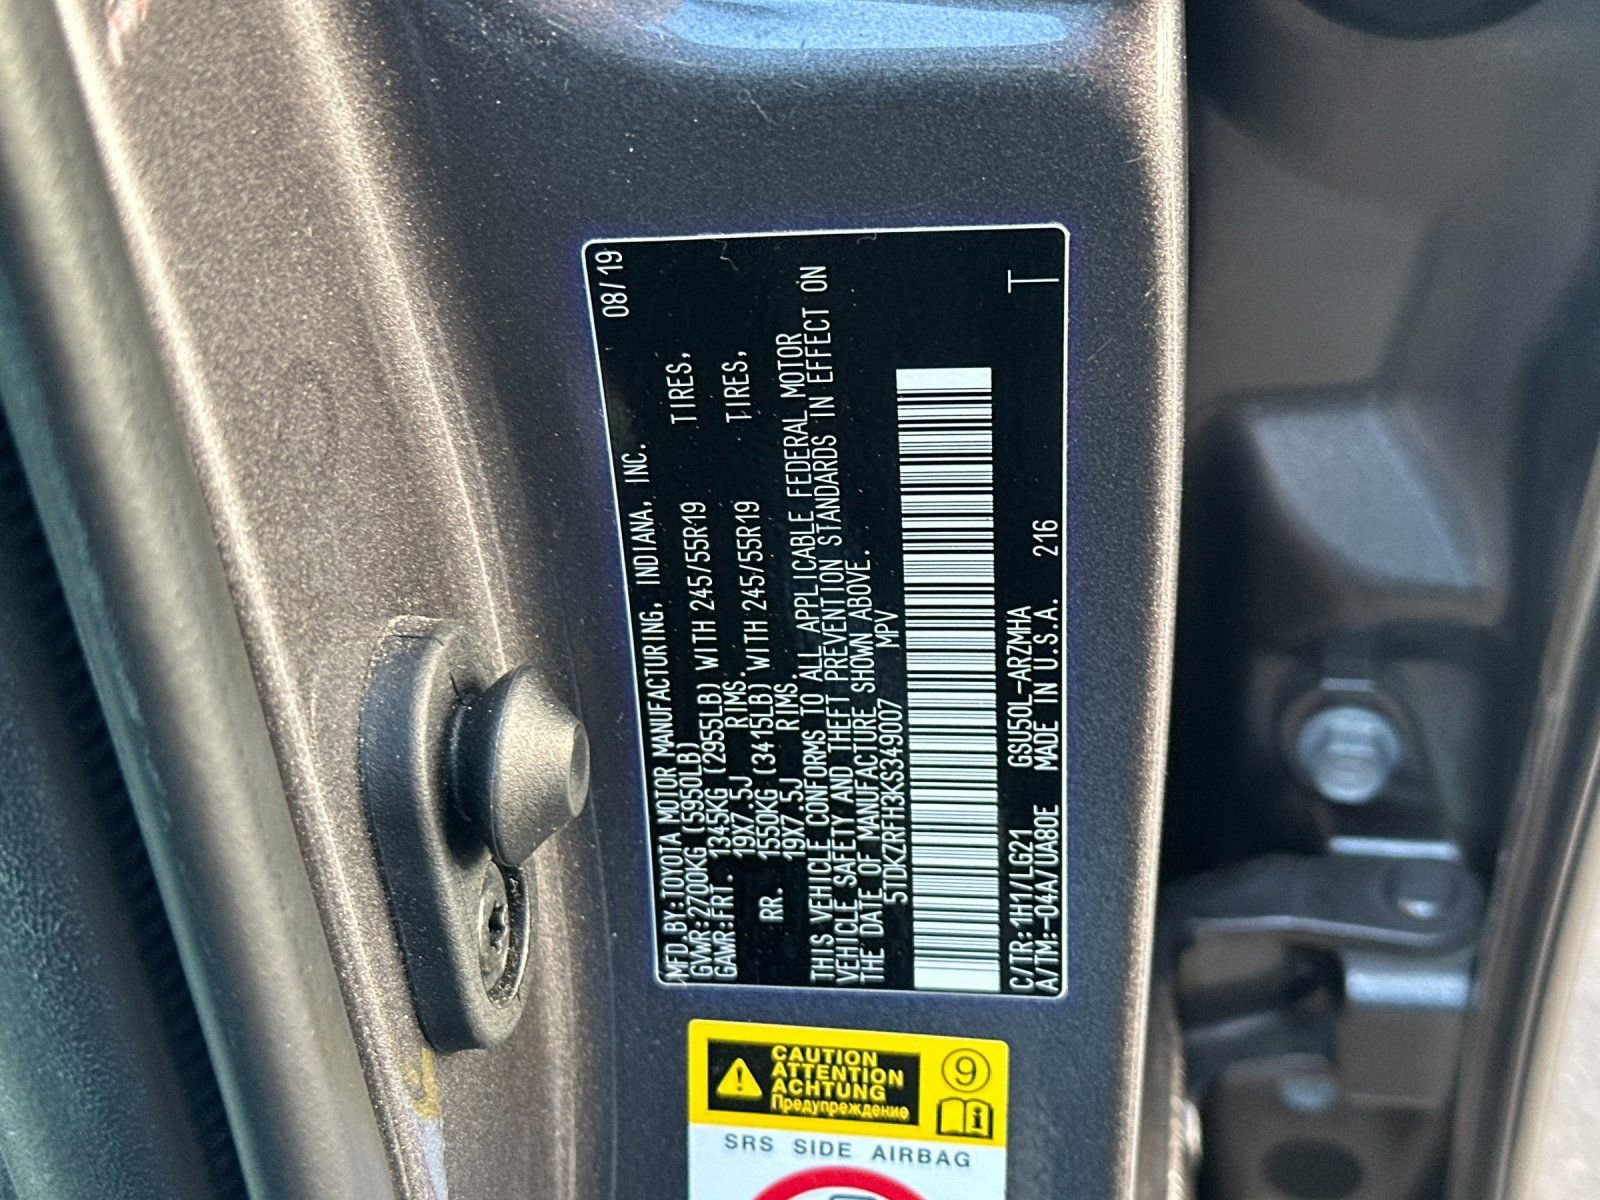 MFD.BY:TOYOTA MOTOR MANUFACTURING, INDIANA, INC. 08/19
GVWR:2700KG (5950LB)
GAWR:FRT. 1345KG (2955LB) WITH 245/55R19 TIRES,
19X7.5J RIMS.
RR. 1550KG (3415LB) WITH 245/55R19 TIRES,
19X7.5J RIMS.
THIS VEHICLE CONFORMS TO ALL APPLICABLE FEDERAL MOTOR
VEHICLE SAFETY AND THEFT PREVENTION STANDARDS IN EFFECT ON
THE DATE OF MANUFACTURE SHOWN ABOVE.
5TDKZRFH3KS349007 MPV
C/TR:1H1/LG21 GSU50L-ARZMHA T
A/TM:-04A/UA80E MADE IN U.S.A. 216
CAUTION
ATTENTION
ACHTUNG
Предупреждение
9
i
SRS SIDE AIRBAG